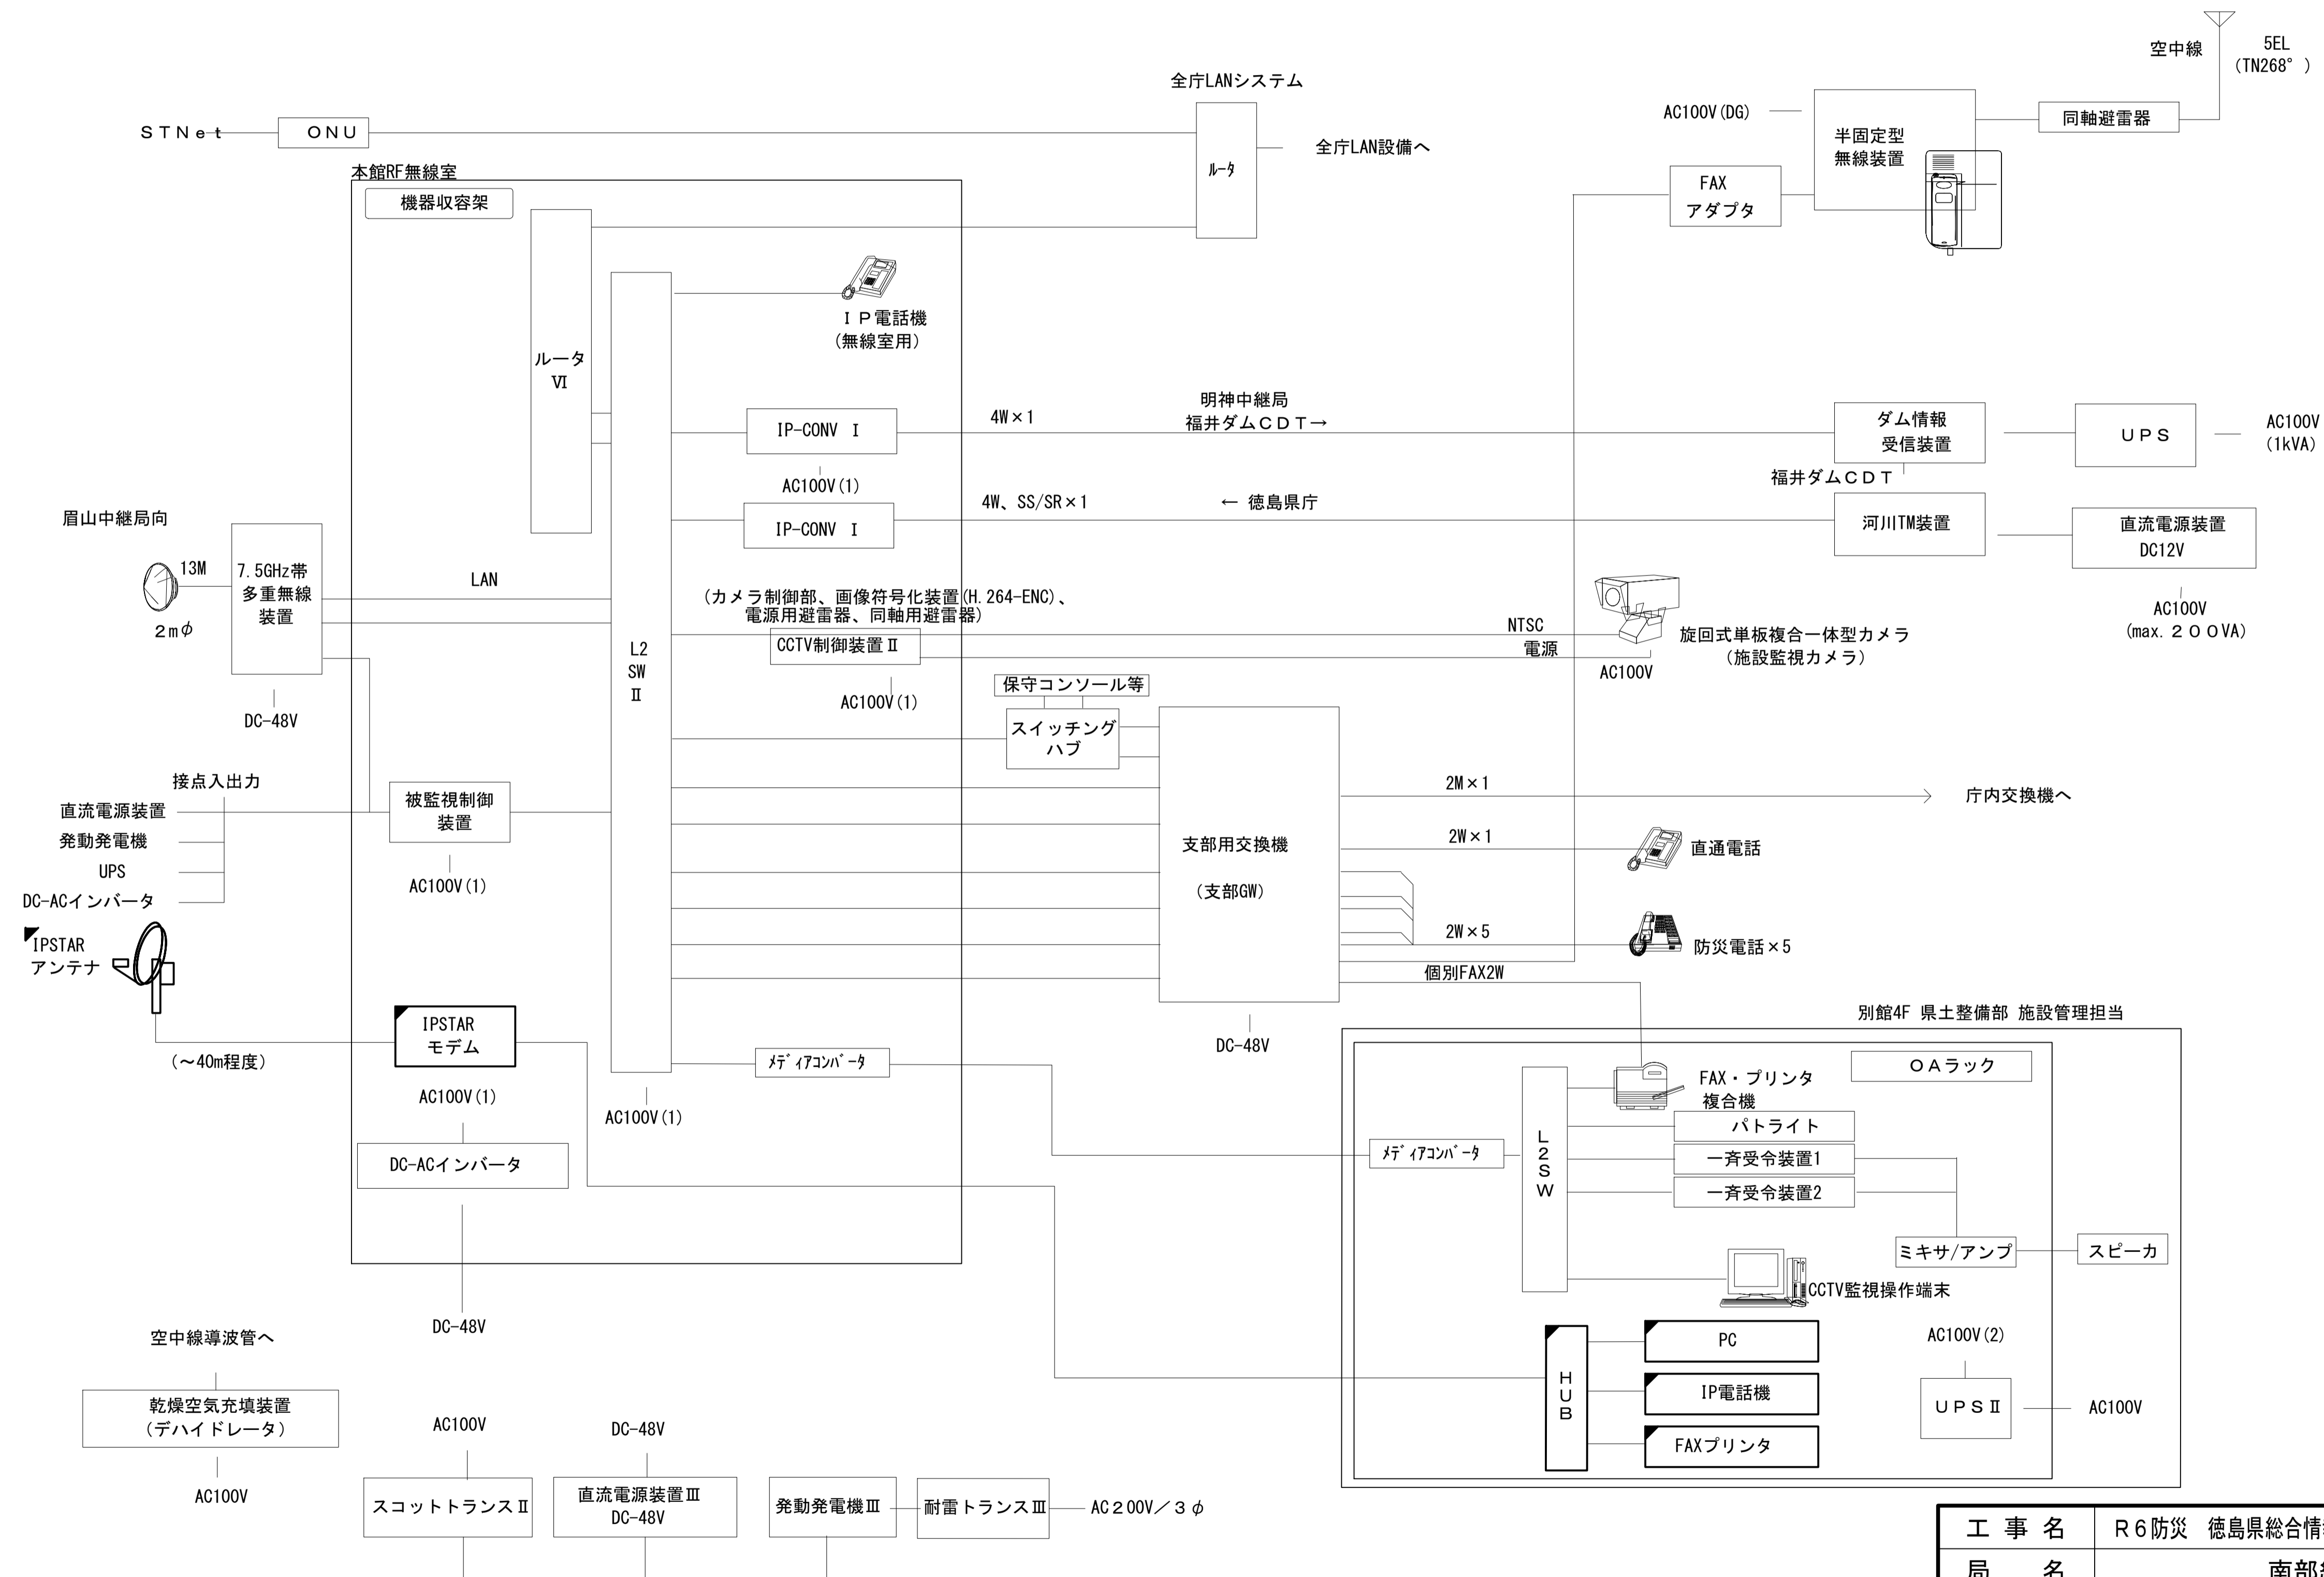 空中線
5EL
(TN268°)
全庁LANシステム
AC100V(DG)
半固定型
無線装置
同軸避雷器
STNet
ONU
ルータ
全庁LAN設備へ
FAX
アダプタ
本館RF無線室
機器収容架
IP電話機
(無線室用)
ルータ
Ⅵ
IP-CONV Ⅰ
AC100V(1)
4W×1
明神中継局
福井ダムCDT→
ダム情報
受信装置
UPS
AC100V
(1kVA)
福井ダムCDT
IP-CONV Ⅰ
4W、SS/SR×1
← 徳島県庁
河川TM装置
直流電源装置
DC12V
AC100V
(max.200VA)
眉山中継局向
13M
2mφ
7.5GHz帯
多重無線
装置
DC-48V
LAN
L2
SW
Ⅱ
(カメラ制御部、画像符号化装置(H.264-ENC)、
電源用避雷器、同軸用避雷器)
CCTV制御装置Ⅱ
AC100V(1)
NTSC
電源
AC100V
旋回式単板複合一体型カメラ
(施設監視カメラ)
保守コンソール等
スイッチング
ハブ
接点入出力
直流電源装置
発動発電機
UPS
DC-ACインバータ
被監視制御
装置
AC100V(1)
支部用交換機
(支部GW)
DC-48V
2M×1
庁内交換機へ
2W×1
直通電話
2W×5
防災電話×5
個別FAX2W
IPSTAR
アンテナ
(～40m程度)
IPSTAR
モデム
AC100V(1)
DC-ACインバータ
DC-48V
AC100V(1)
メディアコンバータ
別館4F 県土整備部 施設管理担当
OAラック
メディアコンバータ
L2SW
FAX・プリンタ
複合機
パトライト
一斉受令装置1
一斉受令装置2
ミキサ/アンプ
スピーカ
CCTV監視操作端末
HUB
PC
IP電話機
FAXプリンタ
AC100V(2)
UPSⅡ
AC100V
空中線導波管へ
乾燥空気充填装置
(デハイドレータ)
AC100V
AC100V
スコットトランスⅡ
DC-48V
直流電源装置Ⅲ
DC-48V
発動発電機Ⅲ
耐雷トランスⅢ
AC200V／3φ
工事名
R6防災 徳島県総合情
局名
南部